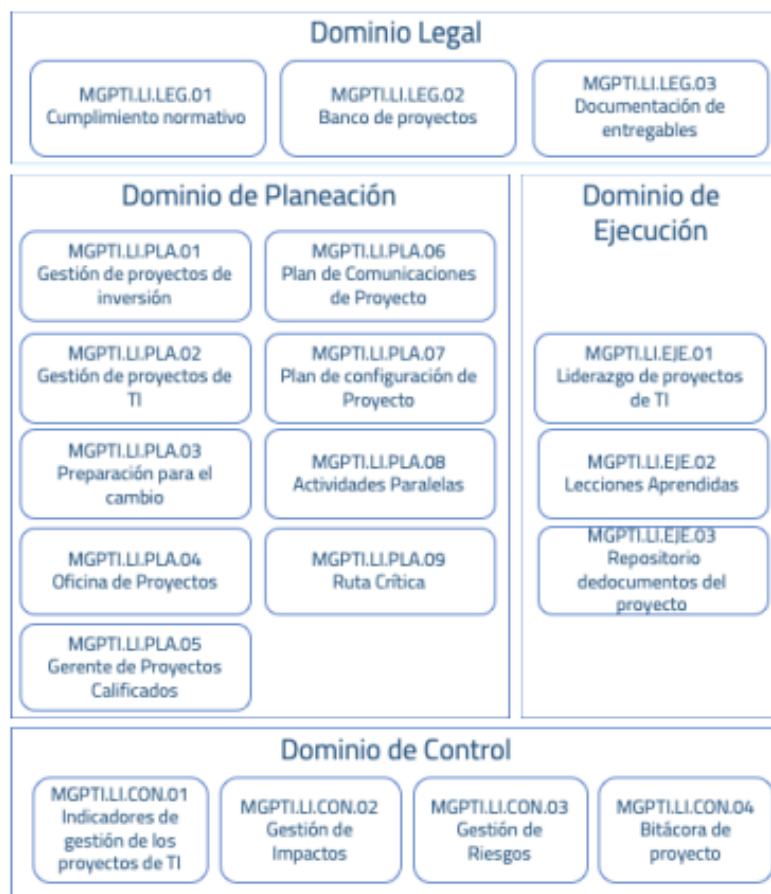 Dominio Legal
MGPTI.LI.LEG.01
Cumplimiento normativo
MGPTI.LI.LEG.02
Banco de proyectos
MGPTI.LI.LEG.03
Documentación de
entregables
Dominio de Planeación
MGPTI.LI.PLA.01
Gestión de proyectos de
inversión
MGPTI.LI.PLA.06
Plan de Comunicaciones
de Proyecto
MGPTI.LI.PLA.02
Gestión de proyectos de
TI
MGPTI.LI.PLA.07
Plan de configuración de
Proyecto
MGPTI.LI.PLA.03
Preparación para el
cambio
MGPTI.LI.PLA.08
Actividades Paralelas
MGPTI.LI.PLA.04
Oficina de Proyectos
MGPTI.LI.PLA.09
Ruta Crítica
MGPTI.LI.PLA.05
Gerente de Proyectos
Calificados
Dominio de
Ejecución
MGPTI.LI.EJE.01
Liderazgo de proyectos
de TI
MGPTI.LI.EJE.02
Lecciones Aprendidas
MGPTI.LI.EJE.03
Repositorio
dedocumentos del
proyecto
Dominio de Control
MGPTI.LI.CON.01
Indicadores de
gestión de los
proyectos de TI
MGPTI.LI.CON.02
Gestión de
Impactos
MGPTI.LI.CON.03
Gestión de
Riesgos
MGPTI.LI.CON.04
Bitácora de
proyecto